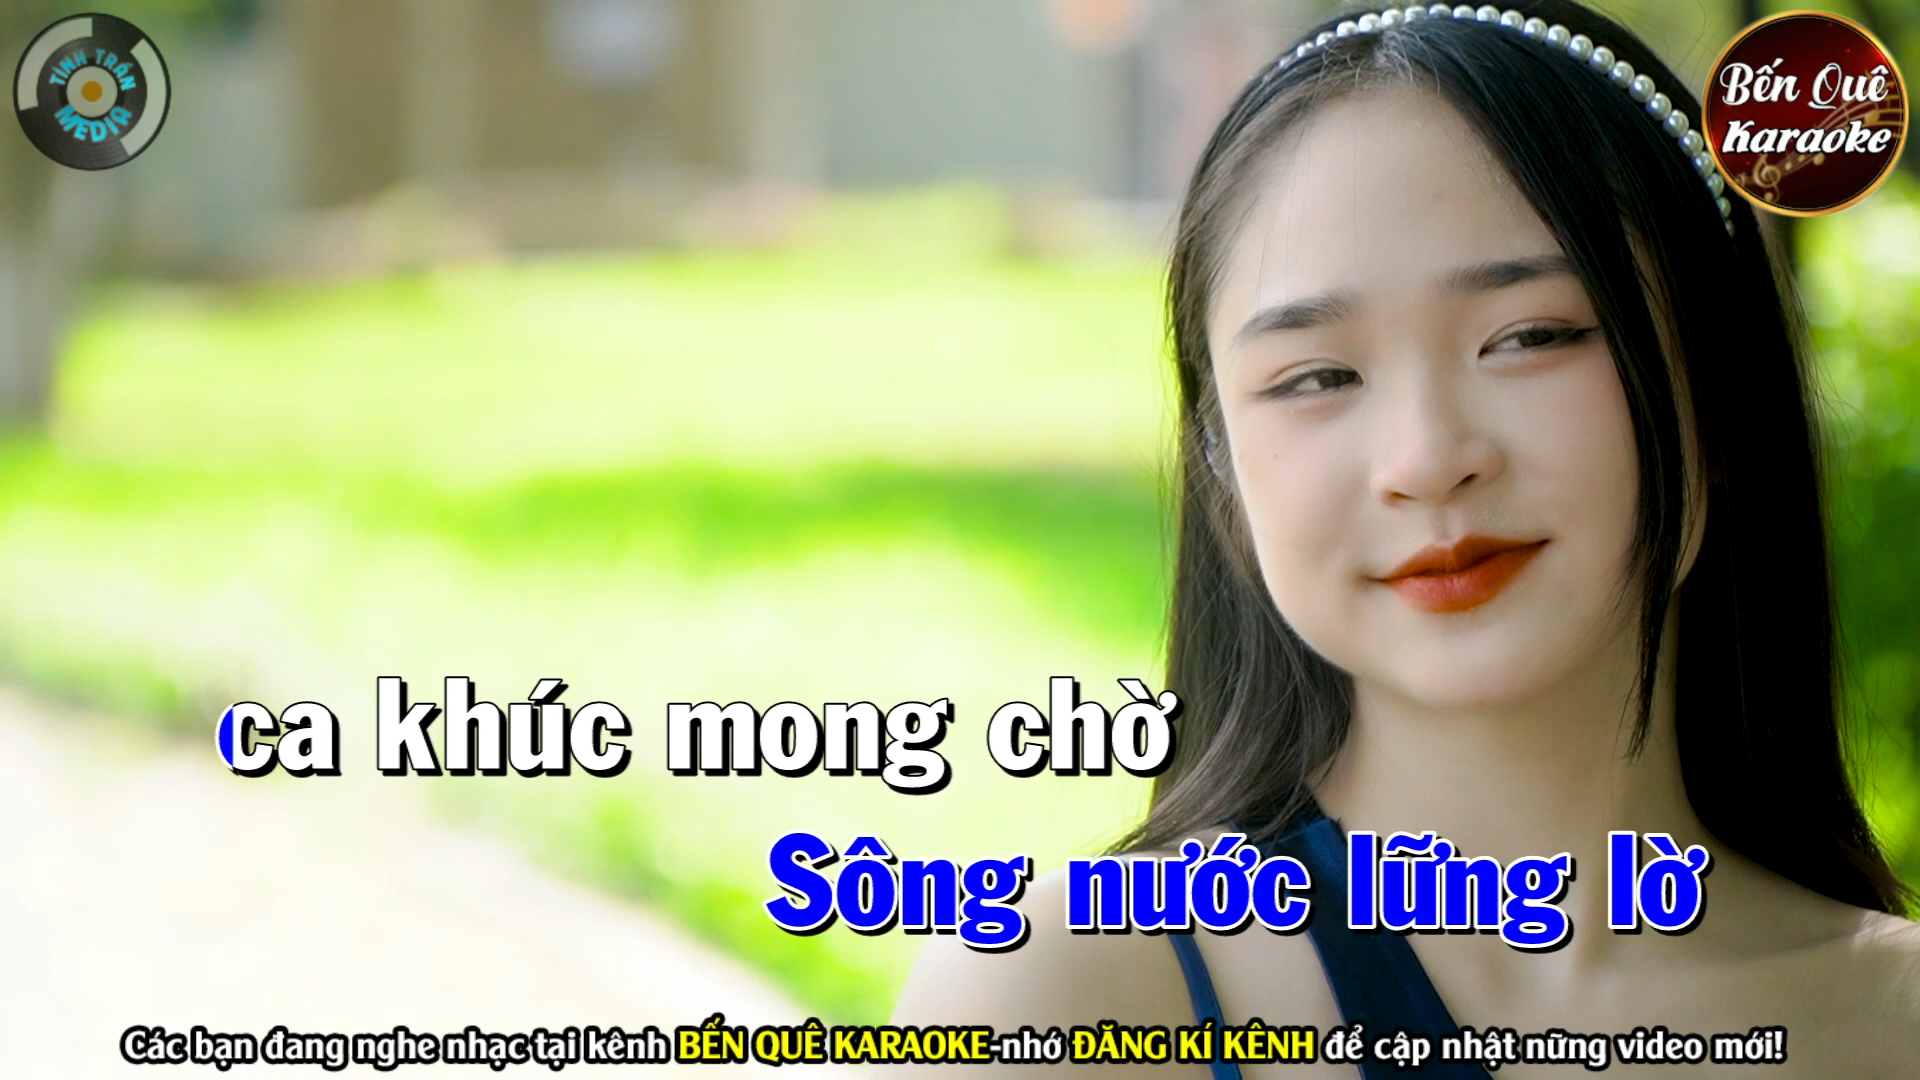 TÌNH TRẦN
MEDIA
Bến Quê
Karaoke
ca khúc mong chờ
Sông nước lững lờ
Các bạn đang nghe nhạc tại kênh BẾN QUÊ KARAOKE-nhớ ĐĂNG KÍ KÊNH để cập nhật nững video mới!